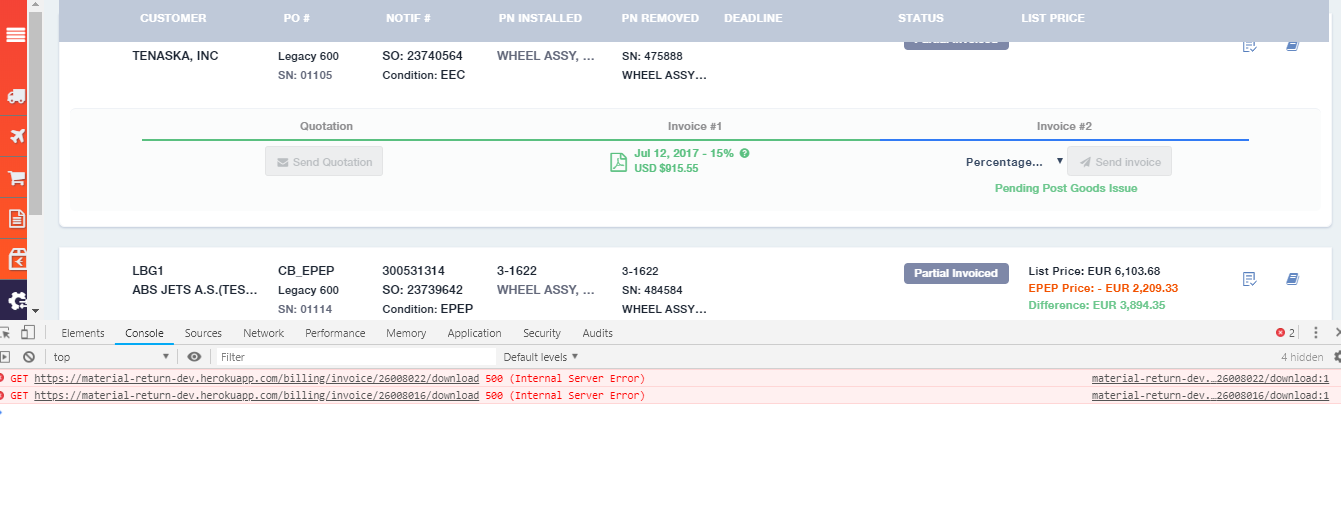 CUSTOMER PO # NOTIF # PN INSTALLED PN REMOVED DEADLINE STATUS LIST PRICE
Partial Invoiced
TENASKA, INC Legacy 600 SO: 23740564 WHEEL ASSY, ... SN: 475888
SN: 01105 Condition: EEC WHEEL ASSY...
Quotation Invoice #1 Invoice #2
Send Quotation Jul 12, 2017 - 15% Percentage... Send invoice
USD $915.55
Pending Post Goods Issue
LBG1 CB_EPEP 300531314 3-1622 3-1622 Partial Invoiced List Price: EUR 6,103.68
ABS JETS A.S.(TES... Legacy 600 SO: 23739642 WHEEL ASSY, ... SN: 484584 EPEP Price: - EUR 2,209.33
SN: 01114 Condition: EPEP WHEEL ASSY... Difference: EUR 3,894.35
Elements Console Sources Network Performance Memory Application Security Audits 2
top Filter Default levels 4 hidden
GET https://material-return-dev.herokuapp.com/billing/invoice/26008022/download 500 (Internal Server Error) material-return-dev.…26008022/download:1
GET https://material-return-dev.herokuapp.com/billing/invoice/26008016/download 500 (Internal Server Error) material-return-dev.…26008016/download:1